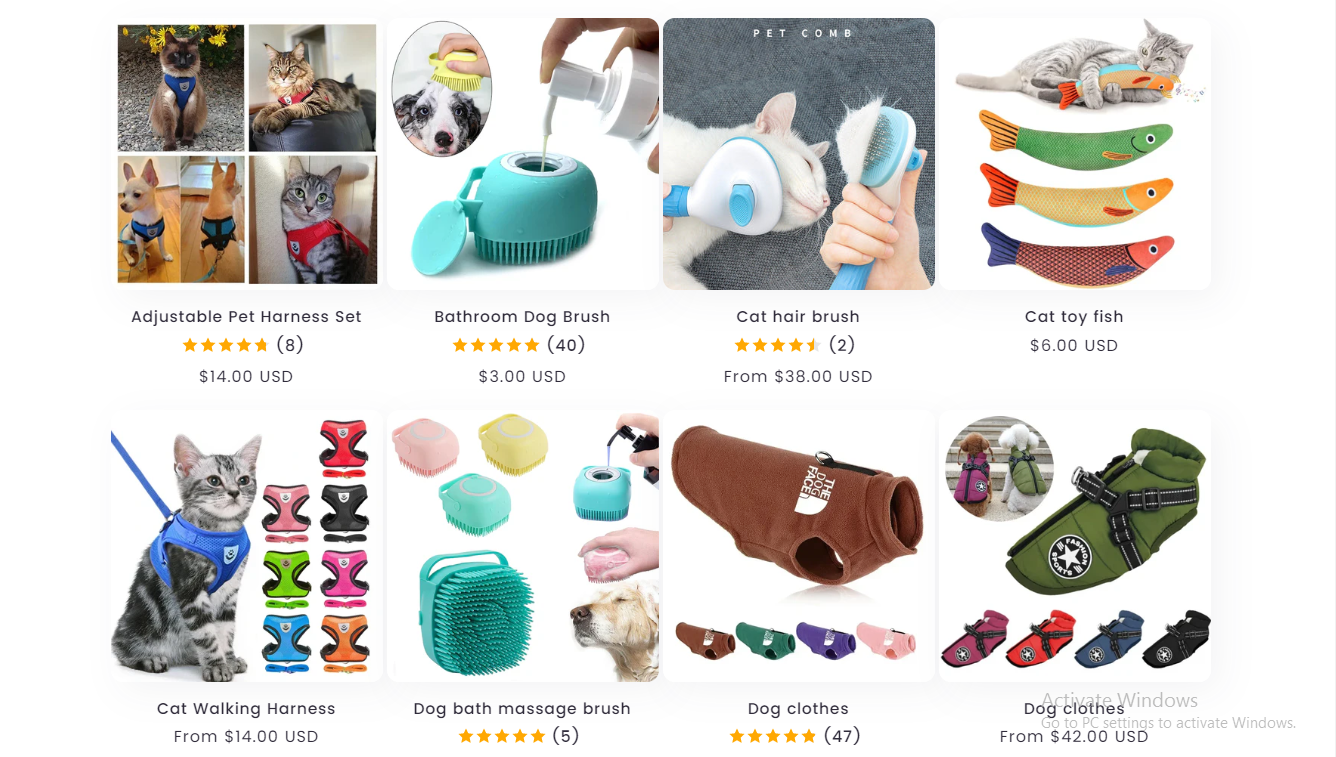 PET COMB
Adjustable Pet Harness Set
(8)
$14.00 USD
Bathroom Dog Brush
(40)
$3.00 USD
Cat hair brush
(2)
From $38.00 USD
Cat toy fish
$6.00 USD
THE
DOG
FACE
FASHION
SPORTS
Cat Walking Harness
From $14.00 USD
Dog bath massage brush
(5)
Dog clothes
(47)
Dog clothes
From $42.00 USD
Activate Windows
Go to PC settings to activate Windows.